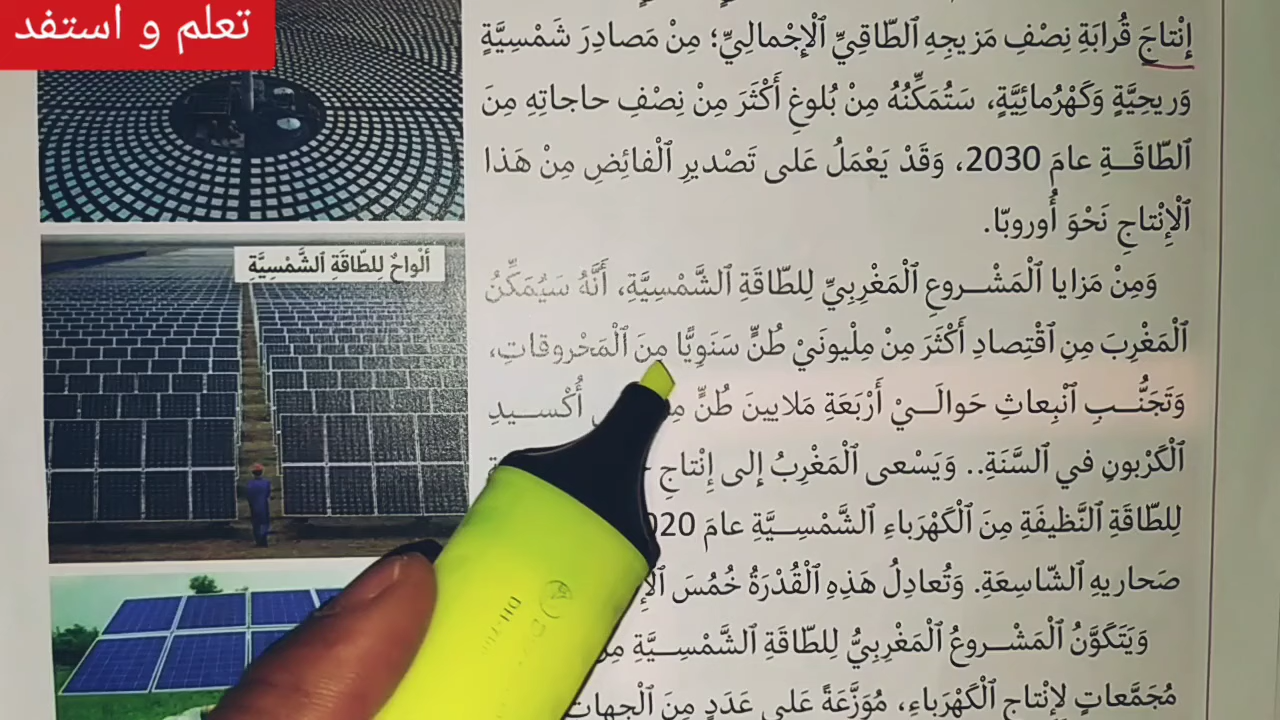 تعلم و استفد
إِنْتاجَ قُرابَةِ نِصْفِ مَزيجِهِ ٱلطّاقِيِّ ٱلْإِجْمالِيِّ؛ مِنْ مَصادِرَ شَمْسِيَّةٍ
وَريحِيَّةٍ وَكَهْرُمائِيَّةٍ، سَتُمَكِّنُهُ مِنْ بُلوغِ أَكْثَرَ مِنْ نِصْفِ حاجاتِهِ مِنَ
ٱلطّاقَةِ عامَ 2030، وَقَدْ يَعْمَلُ عَلى تَصْديرِ ٱلْفائِضِ مِنْ هَذا
ٱلْإِنْتاجِ نَحْوَ أُوروبّا.
وَمِنْ مَزايا ٱلْمَشْروعِ ٱلْمَغْرِبِيِّ لِلطّاقَةِ ٱلشَّمْسِيَّةِ، أَنَّهُ سَيُمَكِّنُ
ٱلْمَغْرِبَ مِنِ ٱقْتِصادِ أَكْثَرَ مِنْ مِلْيونَيْ طُنٍّ سَنَوِيًّا مِنَ ٱلْمَحْروقاتِ،
وَتَجَنُّبِ ٱنْبِعاثِ حَوالَيْ أَرْبَعَةِ مَلايينَ طُنٍّ أُكْسيدِ
ٱلْكَرْبونِ في ٱلسَّنَةِ.. وَيَسْعى ٱلْمَغْرِبُ إلى إِنْتاجِ
لِلطّاقَةِ ٱلنَّظيفَةِ مِنَ ٱلْكَهْرَباءِ ٱلشَّمْسِيَّةِ عامَ 2020
صَحاريهِ ٱلشّاسِعَةِ. وَتُعادِلُ هَذِهِ ٱلْقُدْرَةُ خُمُسَ
وَيَتَكَوَّنُ ٱلْمَشْروعُ ٱلْمَغْرِبِيُّ لِلطّاقَةِ ٱلشَّمْسِيَّةِ
مُجَمَّعاتٍ لِإِنْتاجِ ٱلْكَهْرَباءِ، مُوَزَّعَةً عَلى عَدَدٍ مِنَ ٱلْجِهاتِ
أَلْواحٌ لِلطّاقَةِ ٱلشَّمْسِيَّةِ